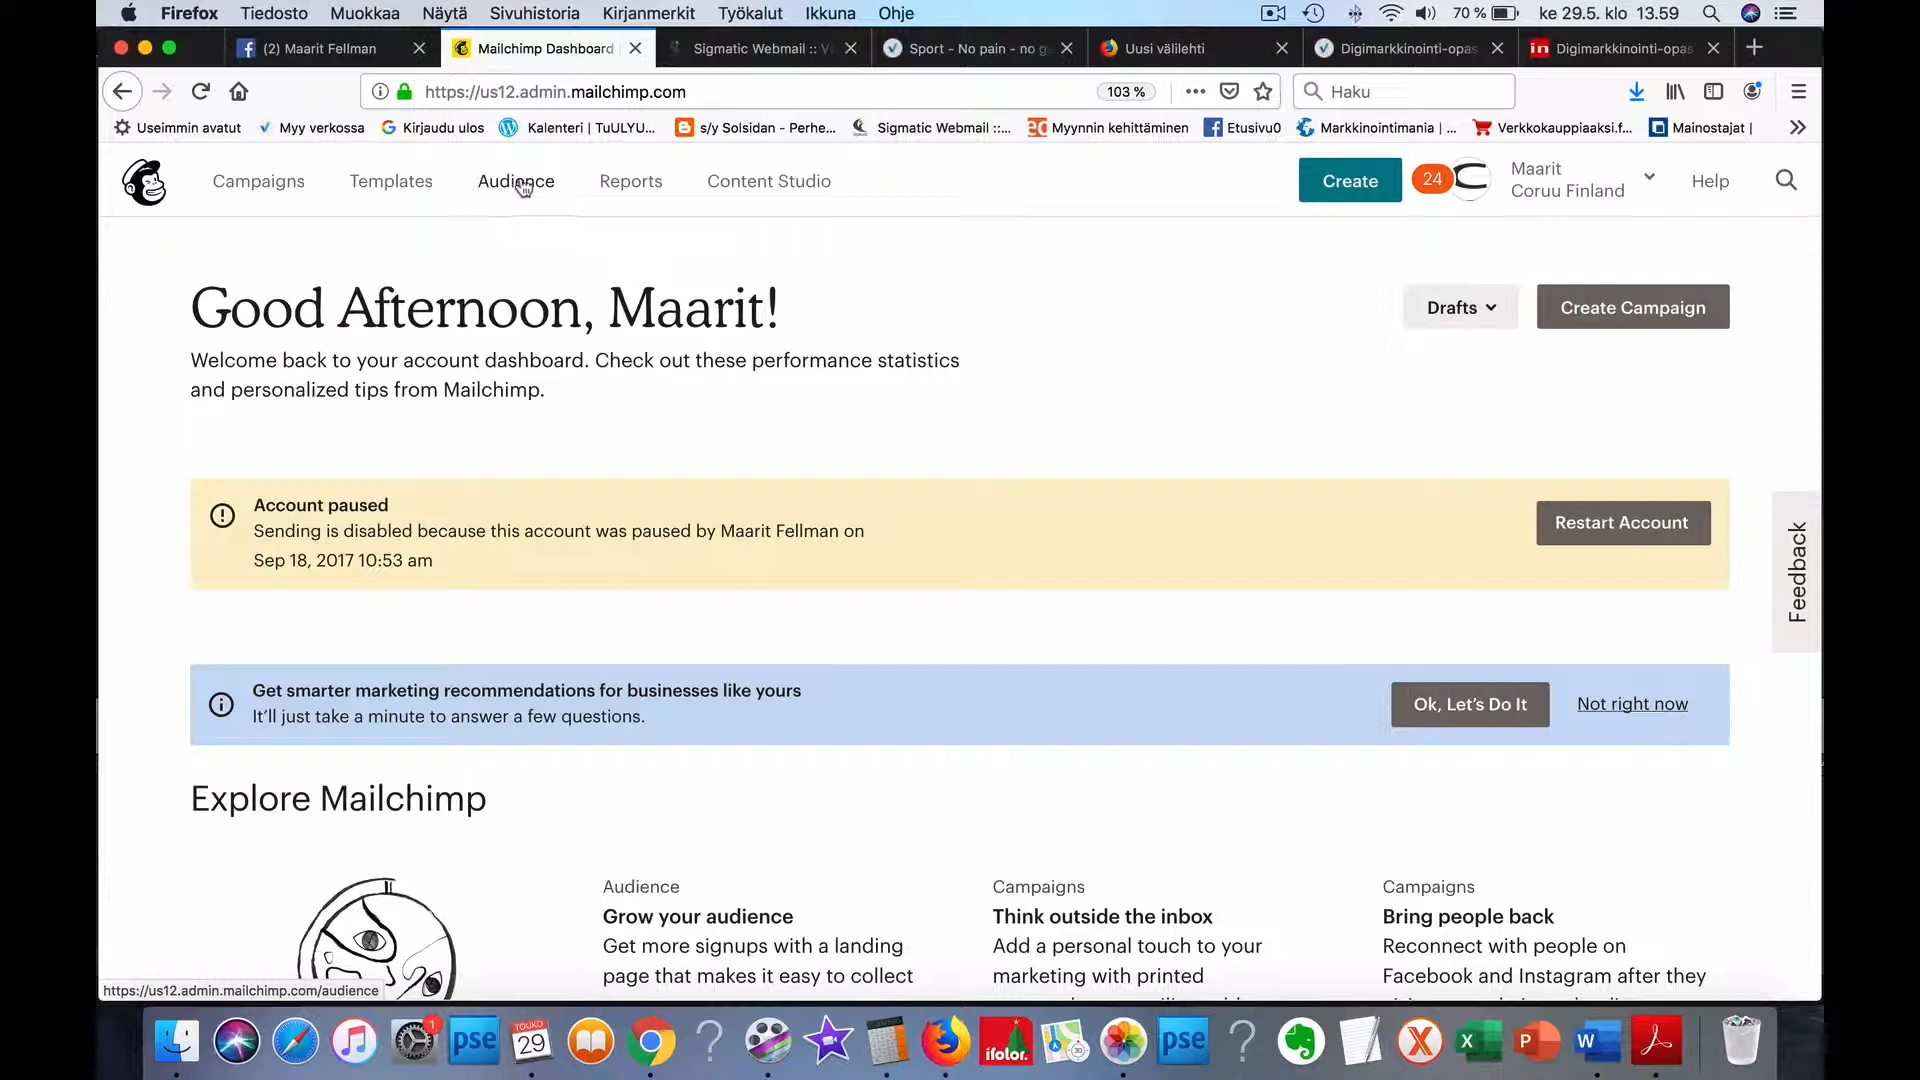 Firefox Tiedosto Muokkaa Näytä Sivuhistoria Kirjanmerkit Työkalut Ikkuna Ohje 70 % ke 29.5. klo 13.59
(2) Maarit Fellman Mailchimp Dashboard Sigmatic Webmail :: V Sport - No pain - no g Uusi välilehti Digimarkkinointi-opas in Digimarkkinointi-opas
https://us12.admin.mailchimp.com 103 % Haku
Useimmin avatut Myy verkossa Kirjaudu ulos Kalenteri | TuULYU... s/y Solsidan - Perhe... Sigmatic Webmail ::... Myynnin kehittäminen Etusivu0 Markkinointimania | ... Verkkokauppiaaksi.f... Mainostajat |
Campaigns Templates Audience Reports Content Studio Create 24 Maarit Help
Coruu Finland
Good Afternoon, Maarit!
Drafts Create Campaign
Welcome back to your account dashboard. Check out these performance statistics
and personalized tips from Mailchimp.
Account paused
Sending is disabled because this account was paused by Maarit Fellman on
Sep 18, 2017 10:53 am
Restart Account
Feedback
Get smarter marketing recommendations for businesses like yours
It'll just take a minute to answer a few questions.
Ok, Let's Do It Not right now
Explore Mailchimp
Audience
Grow your audience
Get more signups with a landing
page that makes it easy to collect
Campaigns
Think outside the inbox
Add a personal touch to your
marketing with printed
Campaigns
Bring people back
Reconnect with people on
Facebook and Instagram after they
https://us12.admin.mailchimp.com/audience
1 pse TOUKO 29 ? ifolor. pse ? X X P W